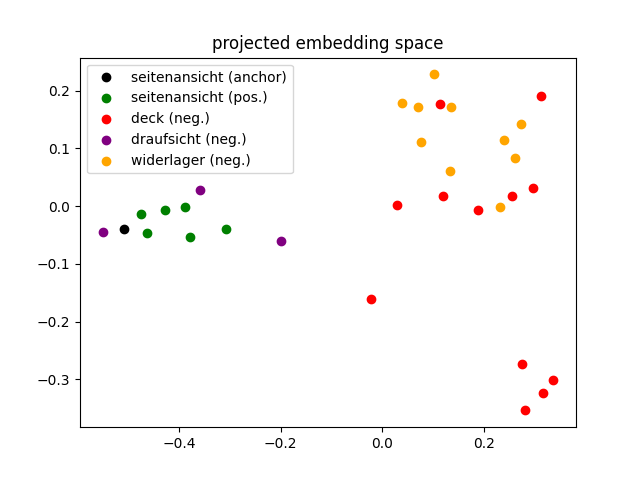 projected embedding space
seitenansicht (anchor)
seitenansicht (pos.)
deck (neg.)
draufsicht (neg.)
widerlager (neg.)
0.2
0.1
0.0
−0.1
−0.2
−0.3
−0.4 −0.2 0.0 0.2